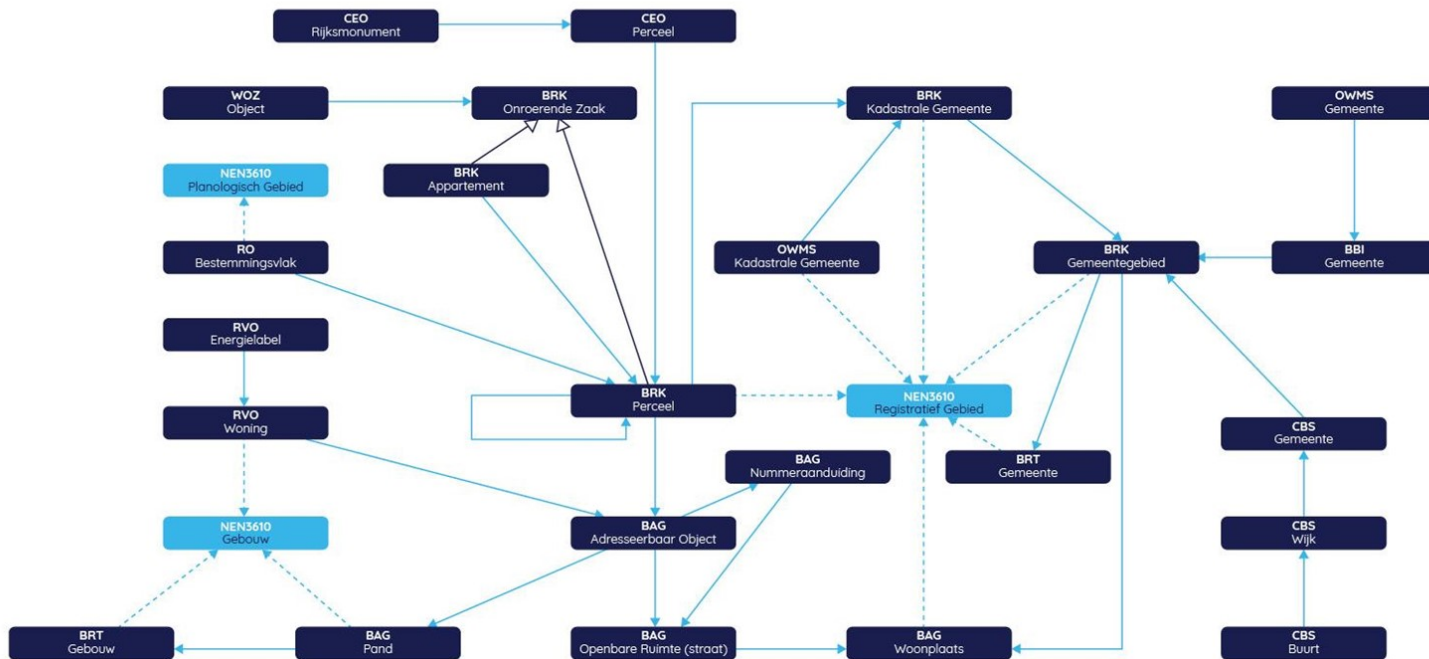 CEO
Rijksmonument
CEO
Perceel
WOZ
Object
BRK
Onroerende Zaak
BRK
Kadastrale Gemeente
OWMS
Gemeente
NEN3610
Planologisch Gebied
BRK
Appartement
RO
Bestemmingsvlak
OWMS
Kadastrale Gemeente
BRK
Gemeentegebied
BBI
Gemeente
RVO
Energielabel
BRK
Perceel
NEN3610
Registratief Gebied
RVO
Woning
CBS
Gemeente
BAG
Nummeraanduiding
BRT
Gemeente
NEN3610
Gebouw
BAG
Adresseerbaar Object
CBS
Wijk
BRT
Gebouw
BAG
Pand
BAG
Openbare Ruimte (straat)
BAG
Woonplaats
CBS
Buurt